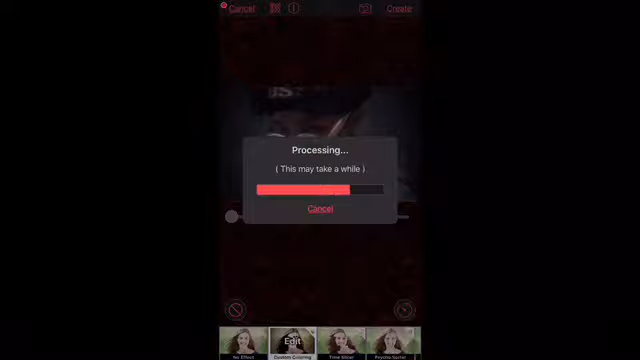 Cancel
Create
Processing...
( This may take a while )
Cancel
Edit
No Effect
Custom Coloring
Time Slicer